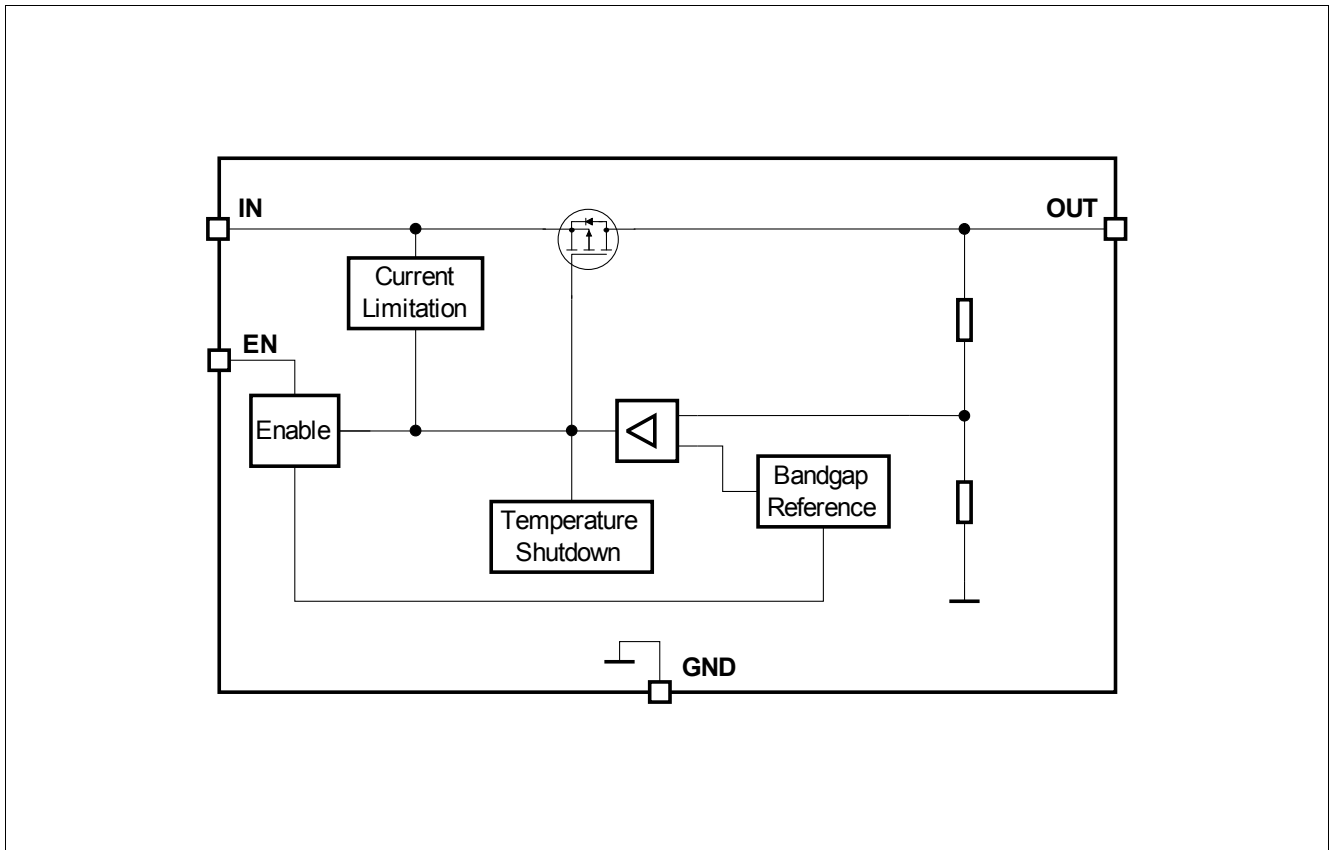 IN
OUT
Current
Limitation
EN
Enable
Bandgap
Reference
Temperature
Shutdown
GND